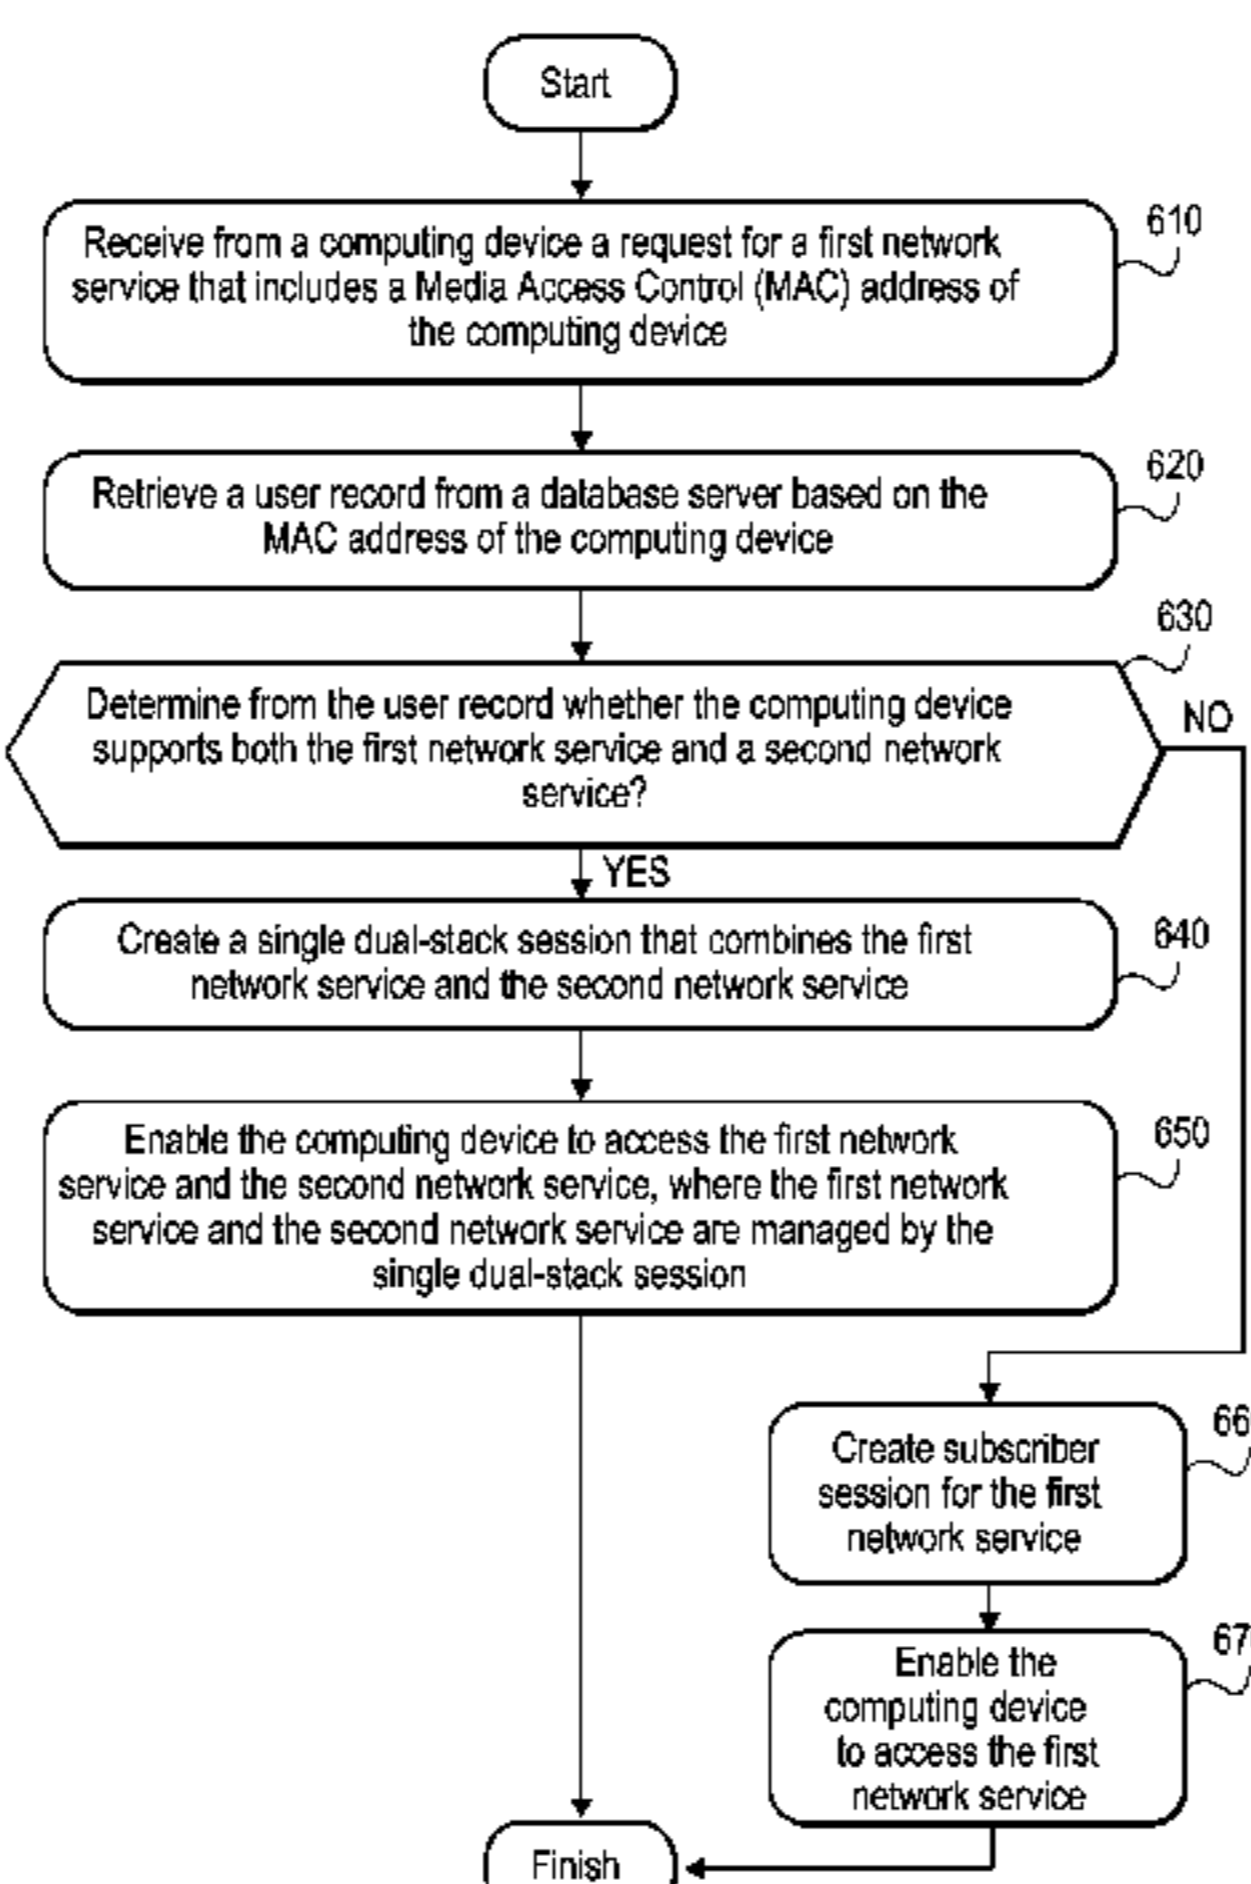 Start
Receive from a computing device a request for a first network
service that includes a Media Access Control (MAC) address of
the computing device
610
Retrieve a user record from a database server based on the
MAC address of the computing device
620
630
Determine from the user record whether the computing device
supports both the first network service and a second network
service?
NO
YES
Create a single dual-stack session that combines the first
network service and the second network service
640
Enable the computing device to access the first network
service and the second network service, where the first network
service and the second network service are managed by the
single dual-stack session
650
Create subscriber
session for the first
network service
Enable the
computing device
to access the first
network service
Finish